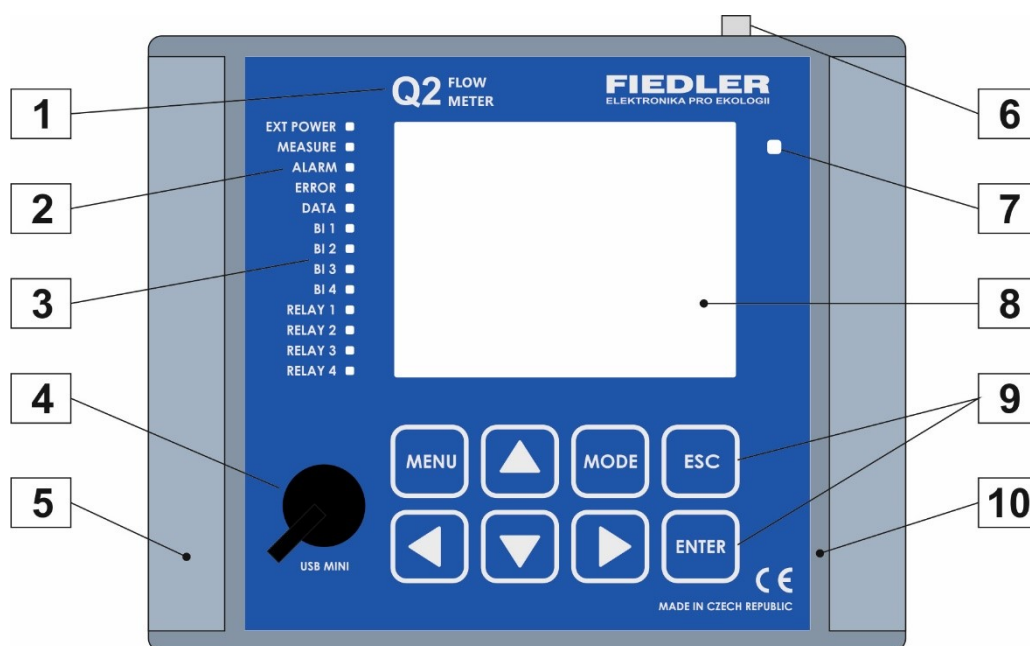 Q2 FLOW METER
FIEDLER
ELEKTRONIKA PRO EKOLOGII
1
6
EXT POWER
MEASURE
ALARM
ERROR
DATA
BI 1
BI 2
BI 3
BI 4
RELAY 1
RELAY 2
RELAY 3
RELAY 4
2
7
3
8
4
9
MENU
MODE
ESC
5
10
USB MINI
ENTER
CE
MADE IN CZECH REPUBLIC